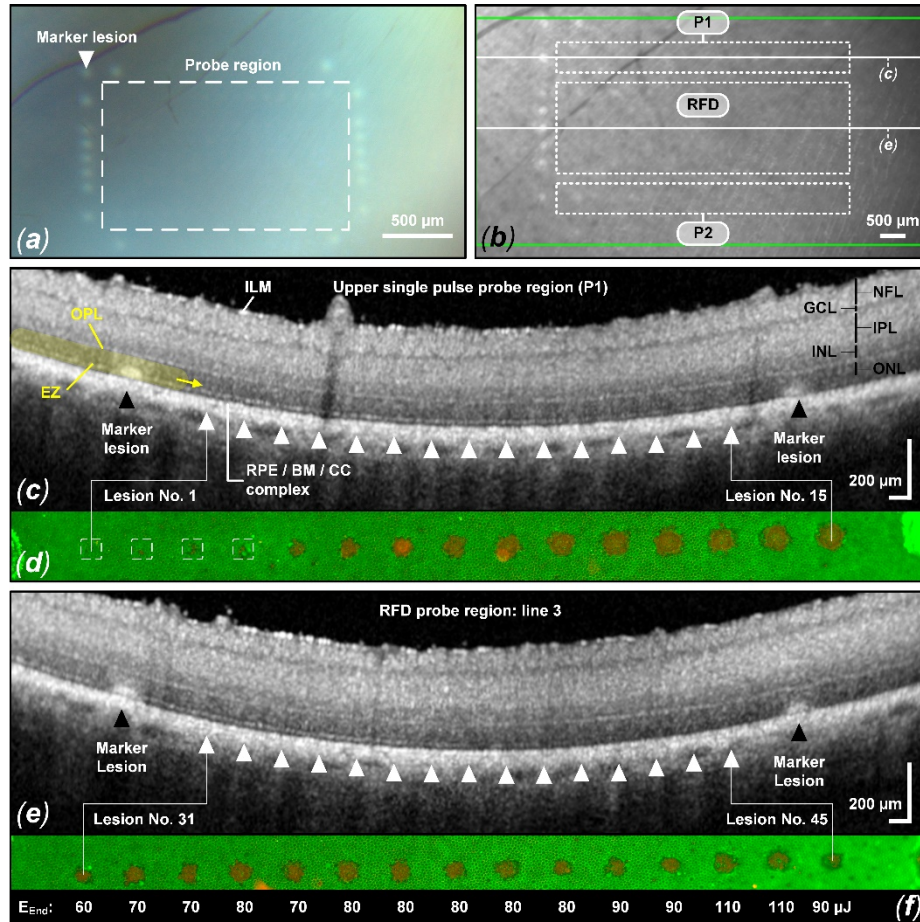 Marker lesion
Probe region
500 µm
(a)
P1
(c)
RFD
(e)
P2
500 µm
(b)
ILM
Upper single pulse probe region (P1)
NFL
GCL
IPL
OPL
INL
ONL
EZ
Marker
lesion
Marker
lesion
RPE / BM / CC
complex
200 µm
(c)
Lesion No. 1
Lesion No. 15
(d)
RFD probe region: line 3
Marker
Lesion
Marker
Lesion
200 µm
(e)
Lesion No. 31
Lesion No. 45
EEnd: 60 70 70 80 70 80 80 80 80 80 90 90 110 110 90 µJ
(f)